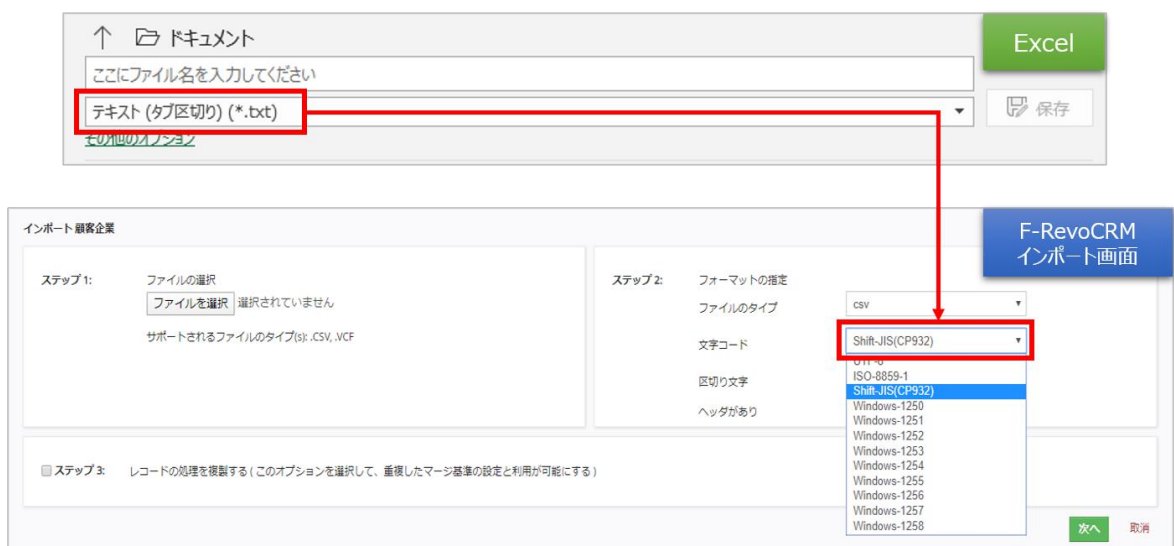 ドキュメント
Excel
ここにファイル名を入力してください
テキスト (タブ区切り) (*.txt)
保存
その他のオプション
F-RevoCRM
インポート画面
インポート 顧客企業
ステップ 1:
ファイルの選択
ファイルを選択 選択されていません
サポートされるファイルのタイプ(s): .CSV, .VCF
ステップ 2:
フォーマットの指定
ファイルのタイプ
csv
文字コード
Shift-JIS(CP932)
UTF-8
ISO-8859-1
Shift-JIS(CP932)
Windows-1250
Windows-1251
Windows-1252
Windows-1253
Windows-1254
Windows-1255
Windows-1256
Windows-1257
Windows-1258
区切り文字
ヘッダがあり
ステップ 3:
レコードの処理を複製する ( このオプションを選択して、重複したマージ基準の設定と利用が可能にする )
次へ
取消